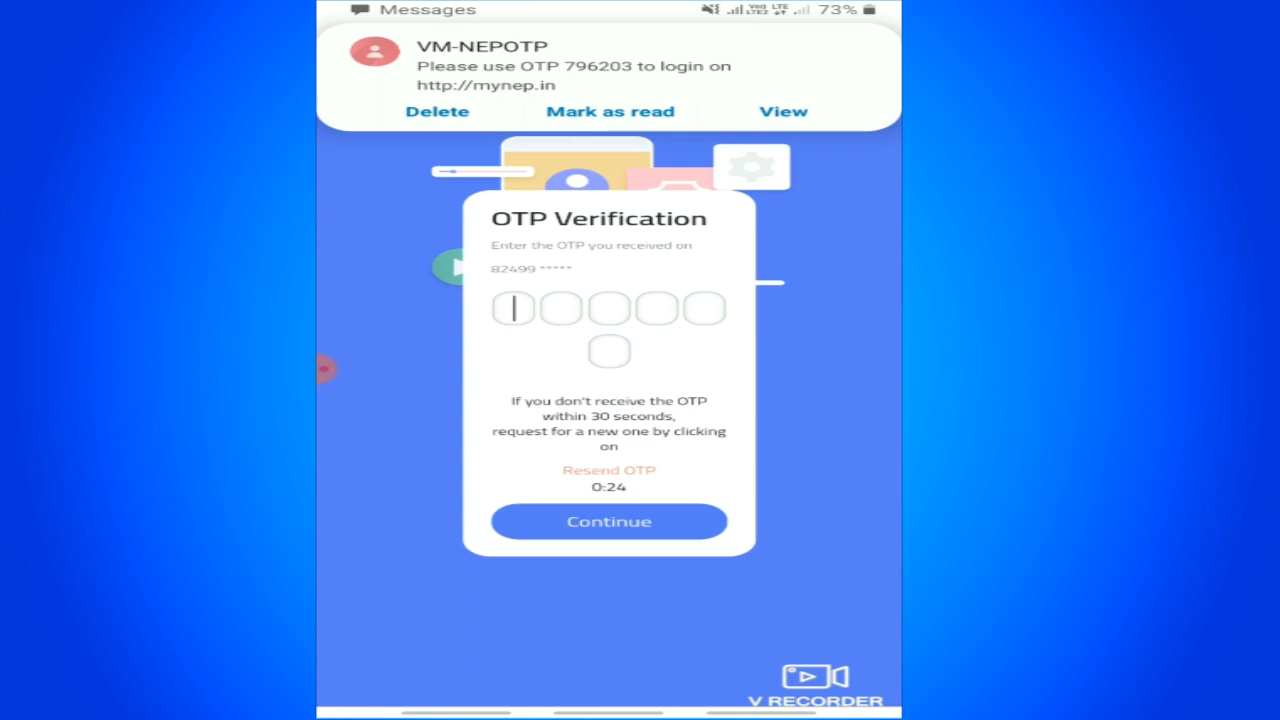 Messages
73%
VM-NEPOTP
Please use OTP 796203 to login on
http://mynep.in
Delete Mark as read View
OTP Verification
Enter the OTP you received on
82499 *****
If you don't receive the OTP
within 30 seconds,
request for a new one by clicking
on
Resend OTP
0:24
Continue
V RECORDER